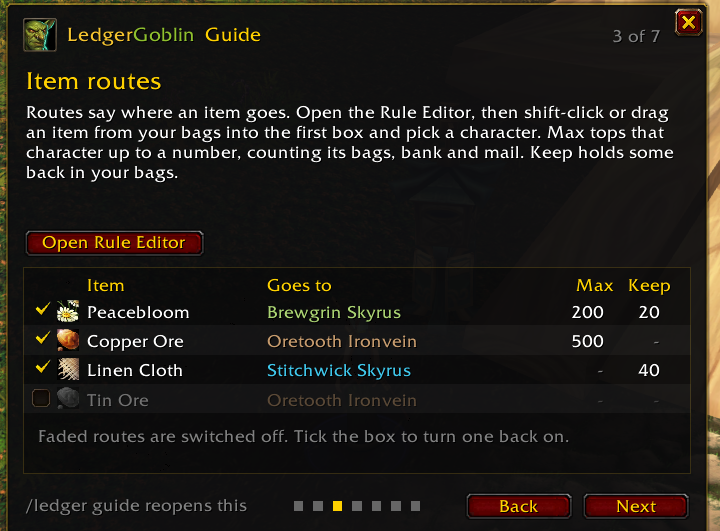 LedgerGoblin Guide
3 of 7
Item routes
Routes say where an item goes. Open the Rule Editor, then shift-click or drag
an item from your bags into the first box and pick a character. Max tops that
character up to a number, counting its bags, bank and mail. Keep holds some
back in your bags.
Open Rule Editor
Item Goes to Max Keep
Peacebloom Brewgrin Skyrus 200 20
Copper Ore Oretooth Ironvein 500 -
Linen Cloth Stitchwick Skyrus - 40
Tin Ore Oretooth Ironvein - -
Faded routes are switched off. Tick the box to turn one back on.
/ledger guide reopens this
Back
Next